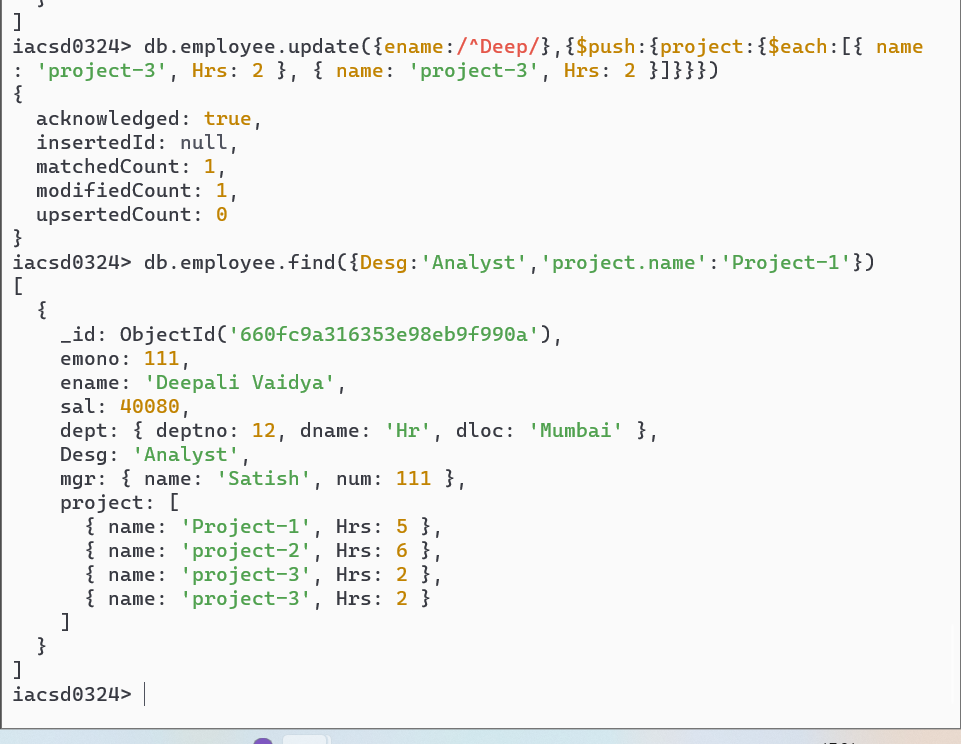 ]
iacsd0324> db.employee.update({ename:/^Deep/},{$push:{project:{$each:[{ name
: 'project-3', Hrs: 2 }, { name: 'project-3', Hrs: 2 }]}}})
{
  acknowledged: true,
  insertedId: null,
  matchedCount: 1,
  modifiedCount: 1,
  upsertedCount: 0
}
iacsd0324> db.employee.find({Desg:'Analyst','project.name':'Project-1'})
[
  {
    _id: ObjectId('660fc9a316353e98eb9f990a'),
    emono: 111,
    ename: 'Deepali Vaidya',
    sal: 40080,
    dept: { deptno: 12, dname: 'Hr', dloc: 'Mumbai' },
    Desg: 'Analyst',
    mgr: { name: 'Satish', num: 111 },
    project: [
      { name: 'Project-1', Hrs: 5 },
      { name: 'project-2', Hrs: 6 },
      { name: 'project-3', Hrs: 2 },
      { name: 'project-3', Hrs: 2 }
    ]
  }
]
iacsd0324>